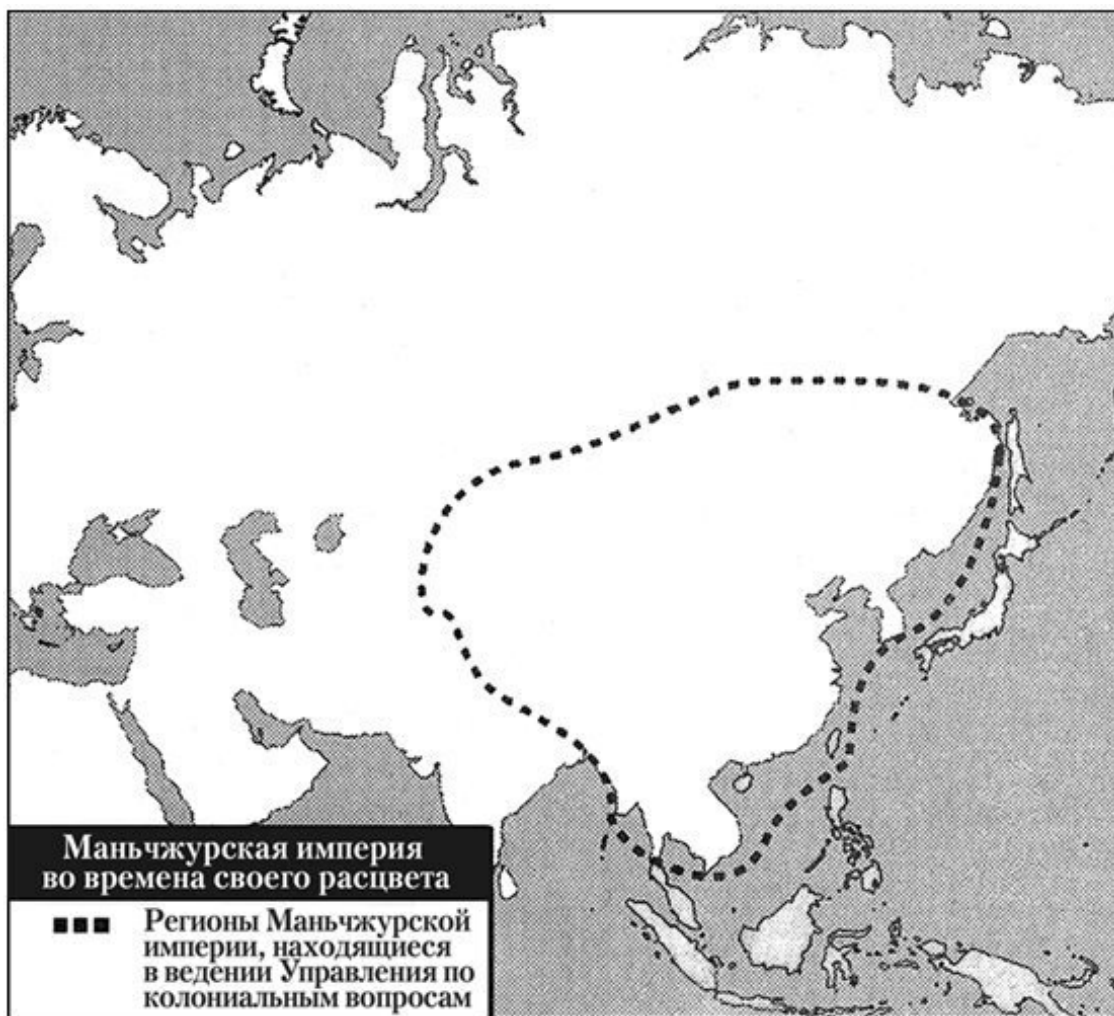 Маньчжурская империя
во времена своего расцвета
Регионы Маньчжурской
империи, находящиеся
в ведении Управления по
колониальным вопросам